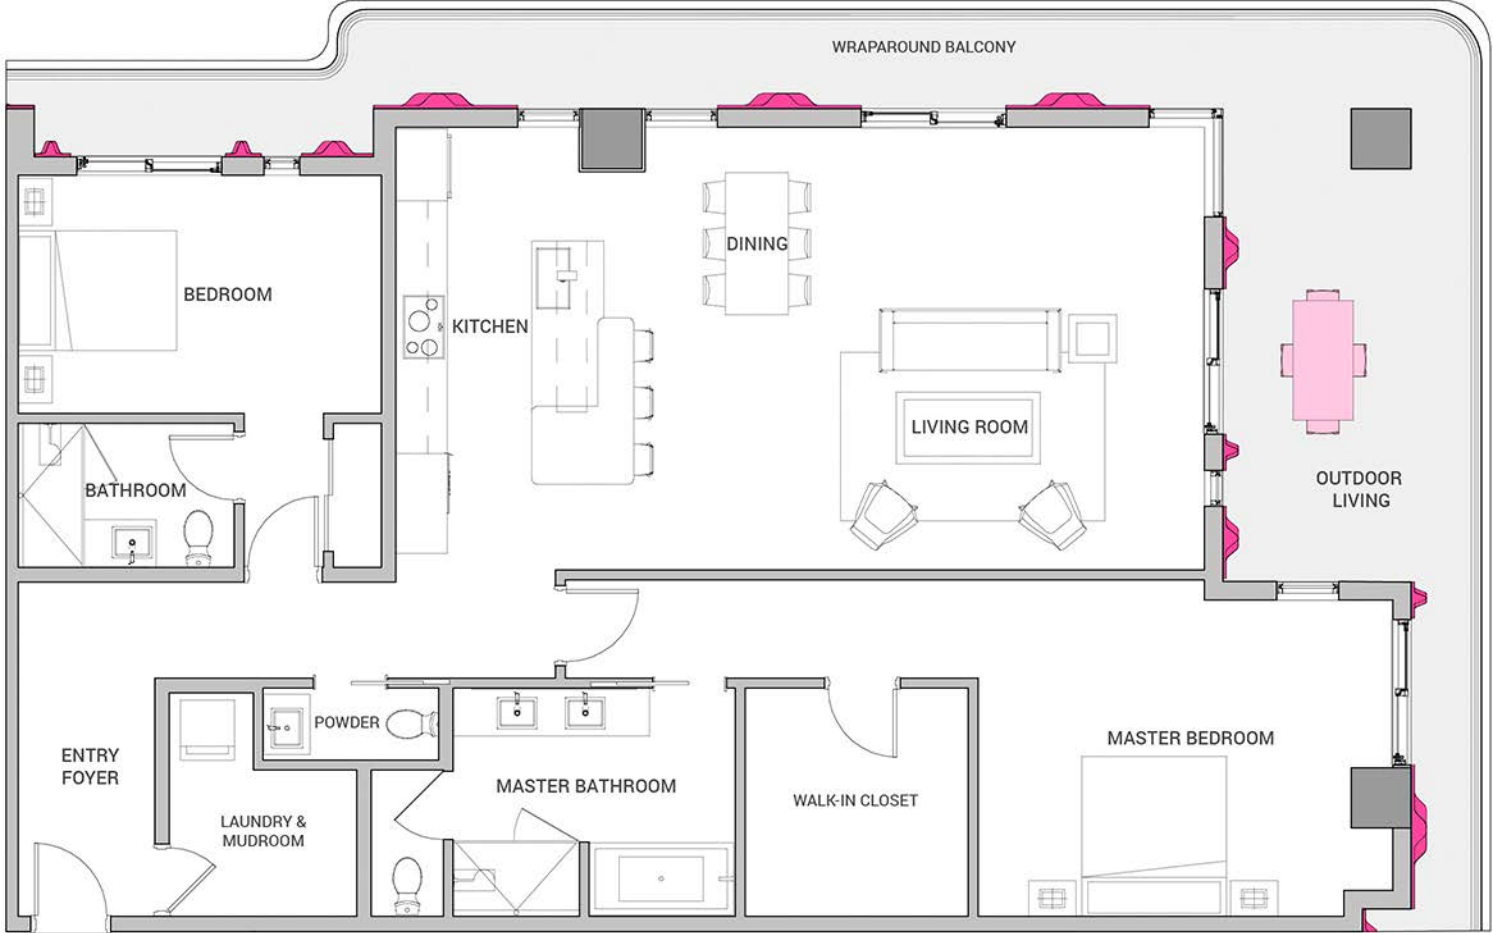 WRAPAROUND BALCONY
DINING
BEDROOM
KITCHEN
LIVING ROOM
BATHROOM
OUTDOOR
LIVING
POWDER
MASTER BEDROOM
ENTRY
FOYER
MASTER BATHROOM
WALK-IN CLOSET
LAUNDRY &
MUDROOM